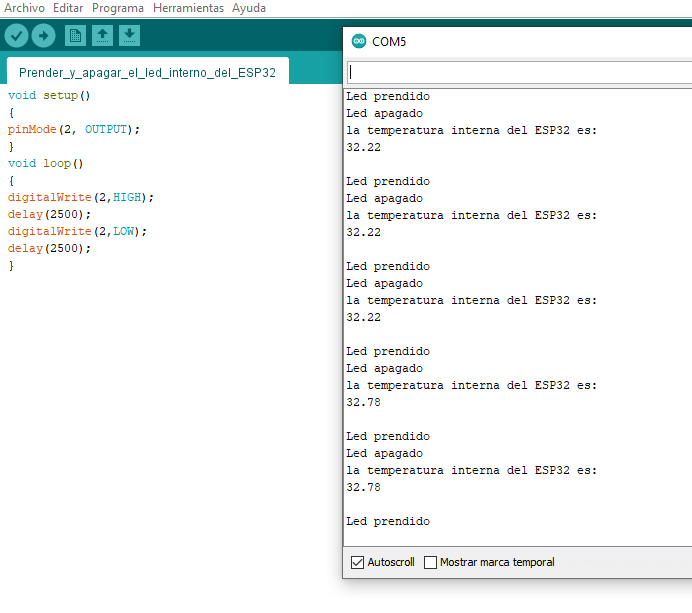 Archivo Editar Programa Herramientas Ayuda
Prender_y_apagar_el_led_interno_del_ESP32
void setup()
{
pinMode(2, OUTPUT);
}
void loop()
{
digitalWrite(2,HIGH);
delay(2500);
digitalWrite(2,LOW);
delay(2500);
}
COM5
Led prendido
Led apagado
la temperatura interna del ESP32 es:
32.22
Led prendido
Led apagado
la temperatura interna del ESP32 es:
32.22
Led prendido
Led apagado
la temperatura interna del ESP32 es:
32.22
Led prendido
Led apagado
la temperatura interna del ESP32 es:
32.78
Led prendido
Led apagado
la temperatura interna del ESP32 es:
32.78
Led prendido
Autoscroll Mostrar marca temporal